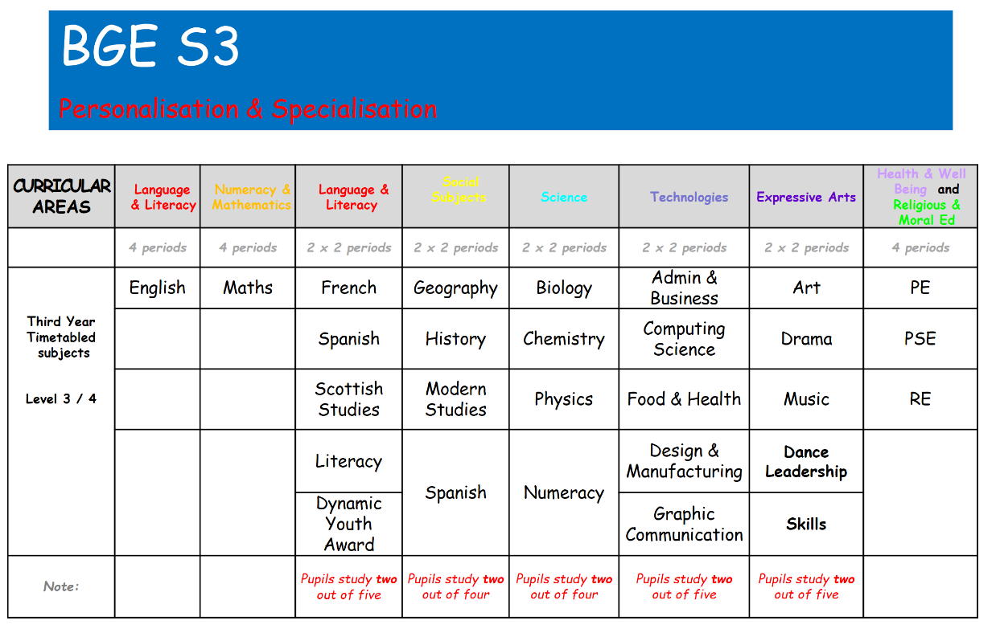 BGE S3
Personalisation & Specialisation
CURRICULAR
AREAS
Language
& Literacy
Numeracy &
Mathematics
Language &
Literacy
Social
Subjects
Science
Technologies
Expressive Arts
Health & Well
Being and
Religious &
Moral Ed
4 periods
4 periods
2 x 2 periods
2 x 2 periods
2 x 2 periods
2 x 2 periods
2 x 2 periods
4 periods
Third Year
Timetabled
subjects
Level 3 / 4
English
Maths
French
Geography
Biology
Admin &
Business
Art
PE
Spanish
History
Chemistry
Computing
Science
Drama
PSE
Scottish
Studies
Modern
Studies
Physics
Food & Health
Music
RE
Literacy
Spanish
Numeracy
Design &
Manufacturing
Dance
Leadership
Dynamic
Youth
Award
Graphic
Communication
Skills
Note:
Pupils study two
out of five
Pupils study two
out of four
Pupils study two
out of four
Pupils study two
out of five
Pupils study two
out of five